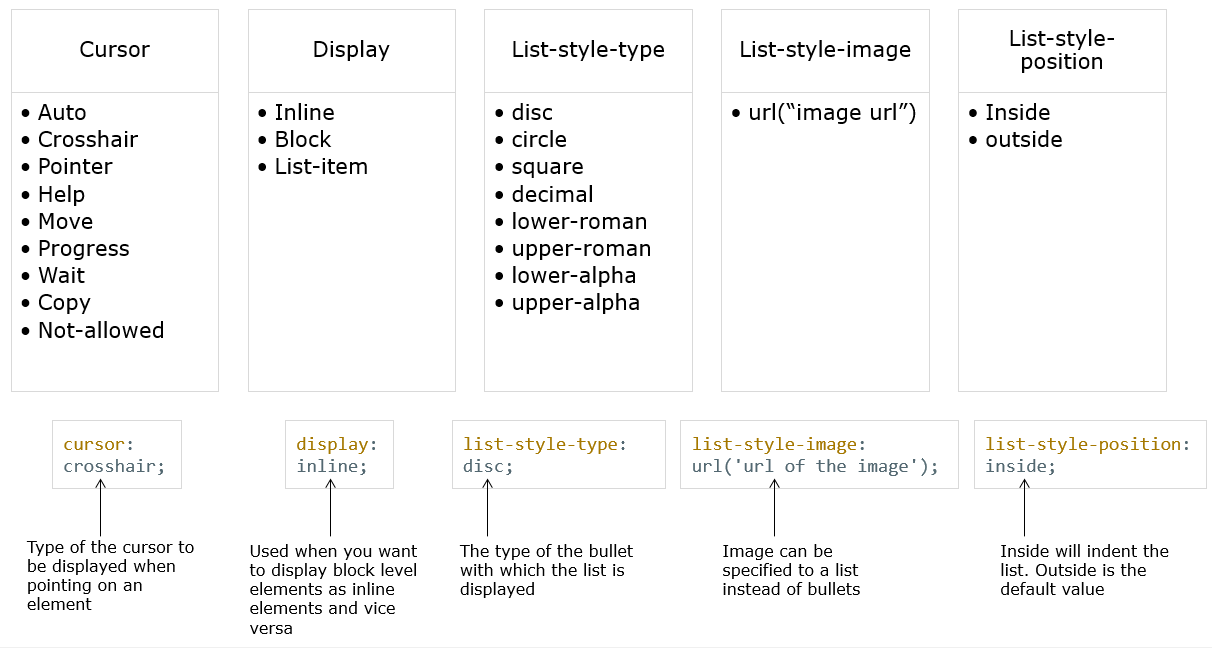 Cursor
• Auto
• Crosshair
• Pointer
• Help
• Move
• Progress
• Wait
• Copy
• Not-allowed
Display
• Inline
• Block
• List-item
List-style-type
• disc
• circle
• square
• decimal
• lower-roman
• upper-roman
• lower-alpha
• upper-alpha
List-style-image
• url(“image url”)
List-style-
position
• Inside
• outside
cursor:
crosshair;
Type of the cursor to
be displayed when
pointing on an
element
display:
inline;
Used when you want
to display block level
elements as inline
elements and vice
versa
list-style-type:
disc;
The type of the bullet
with which the list is
displayed
list-style-image:
url('url of the image');
Image can be
specified to a list
instead of bullets
list-style-position:
inside;
Inside will indent the
list. Outside is the
default value